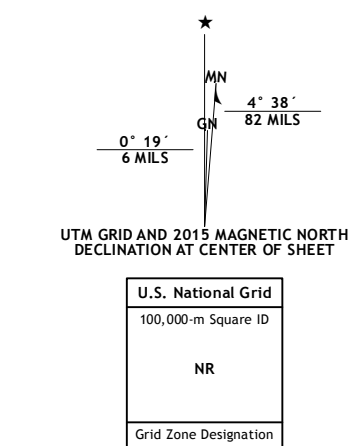 ★
MN
4° 38´
82 MILS
GN
0° 19´
6 MILS
UTM GRID AND 2015 MAGNETIC NORTH
DECLINATION AT CENTER OF SHEET
U.S. National Grid
100,000-m Square ID
NR
Grid Zone Designation